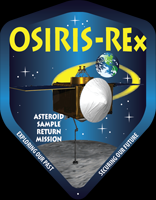 OSIRIS-REx
ASTEROID
SAMPLE
RETURN
MISSION
EXPLORING OUR PAST
SECURING OUR FUTURE